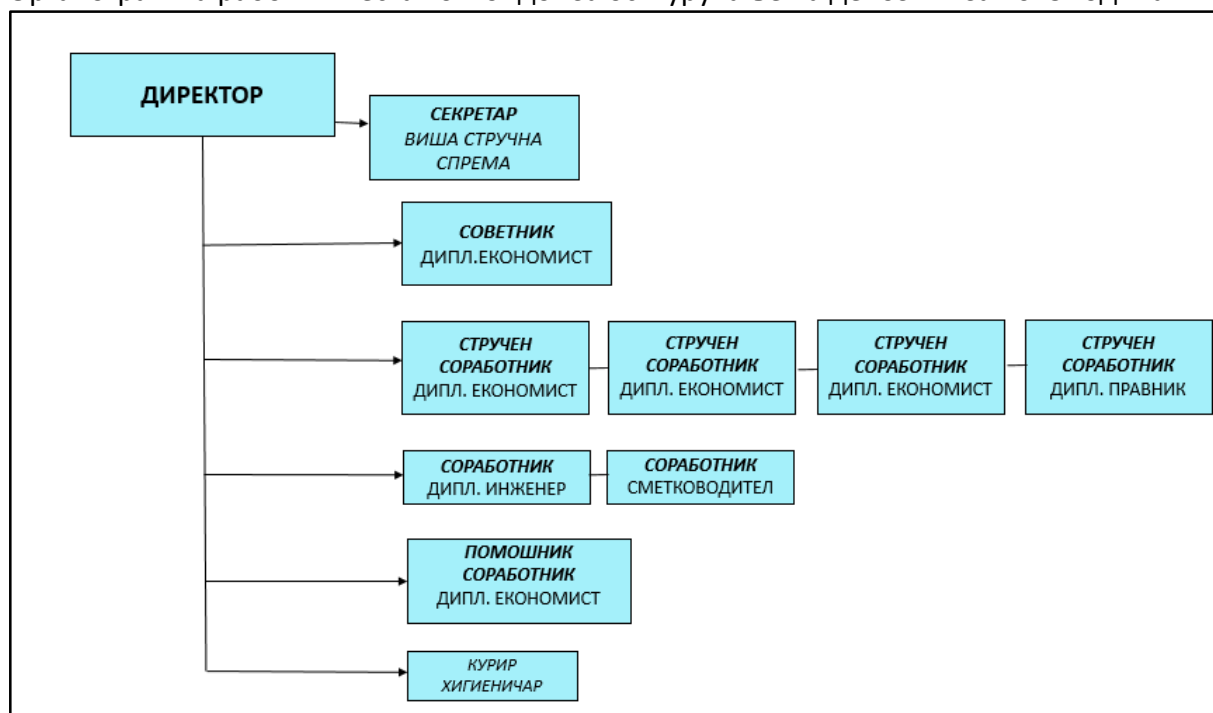 ДИРЕКТОР
СЕКРЕТАР
ВИША СТРУЧНА
СПРЕМА
СОВЕТНИК
ДИПЛ.ЕКОНОМИСТ
СТРУЧЕН
СОРАБОТНИК
ДИПЛ. ЕКОНОМИСТ
СТРУЧЕН
СОРАБОТНИК
ДИПЛ. ЕКОНОМИСТ
СТРУЧЕН
СОРАБОТНИК
ДИПЛ. ЕКОНОМИСТ
СТРУЧЕН
СОРАБОТНИК
ДИПЛ. ПРАВНИК
СОРАБОТНИК
ДИПЛ. ИНЖЕНЕР
СОРАБОТНИК
СМЕТКОВОДИТЕЛ
ПОМОШНИК
СОРАБОТНИК
ДИПЛ. ЕКОНОМИСТ
КУРИР
ХИГИЕНИЧАР